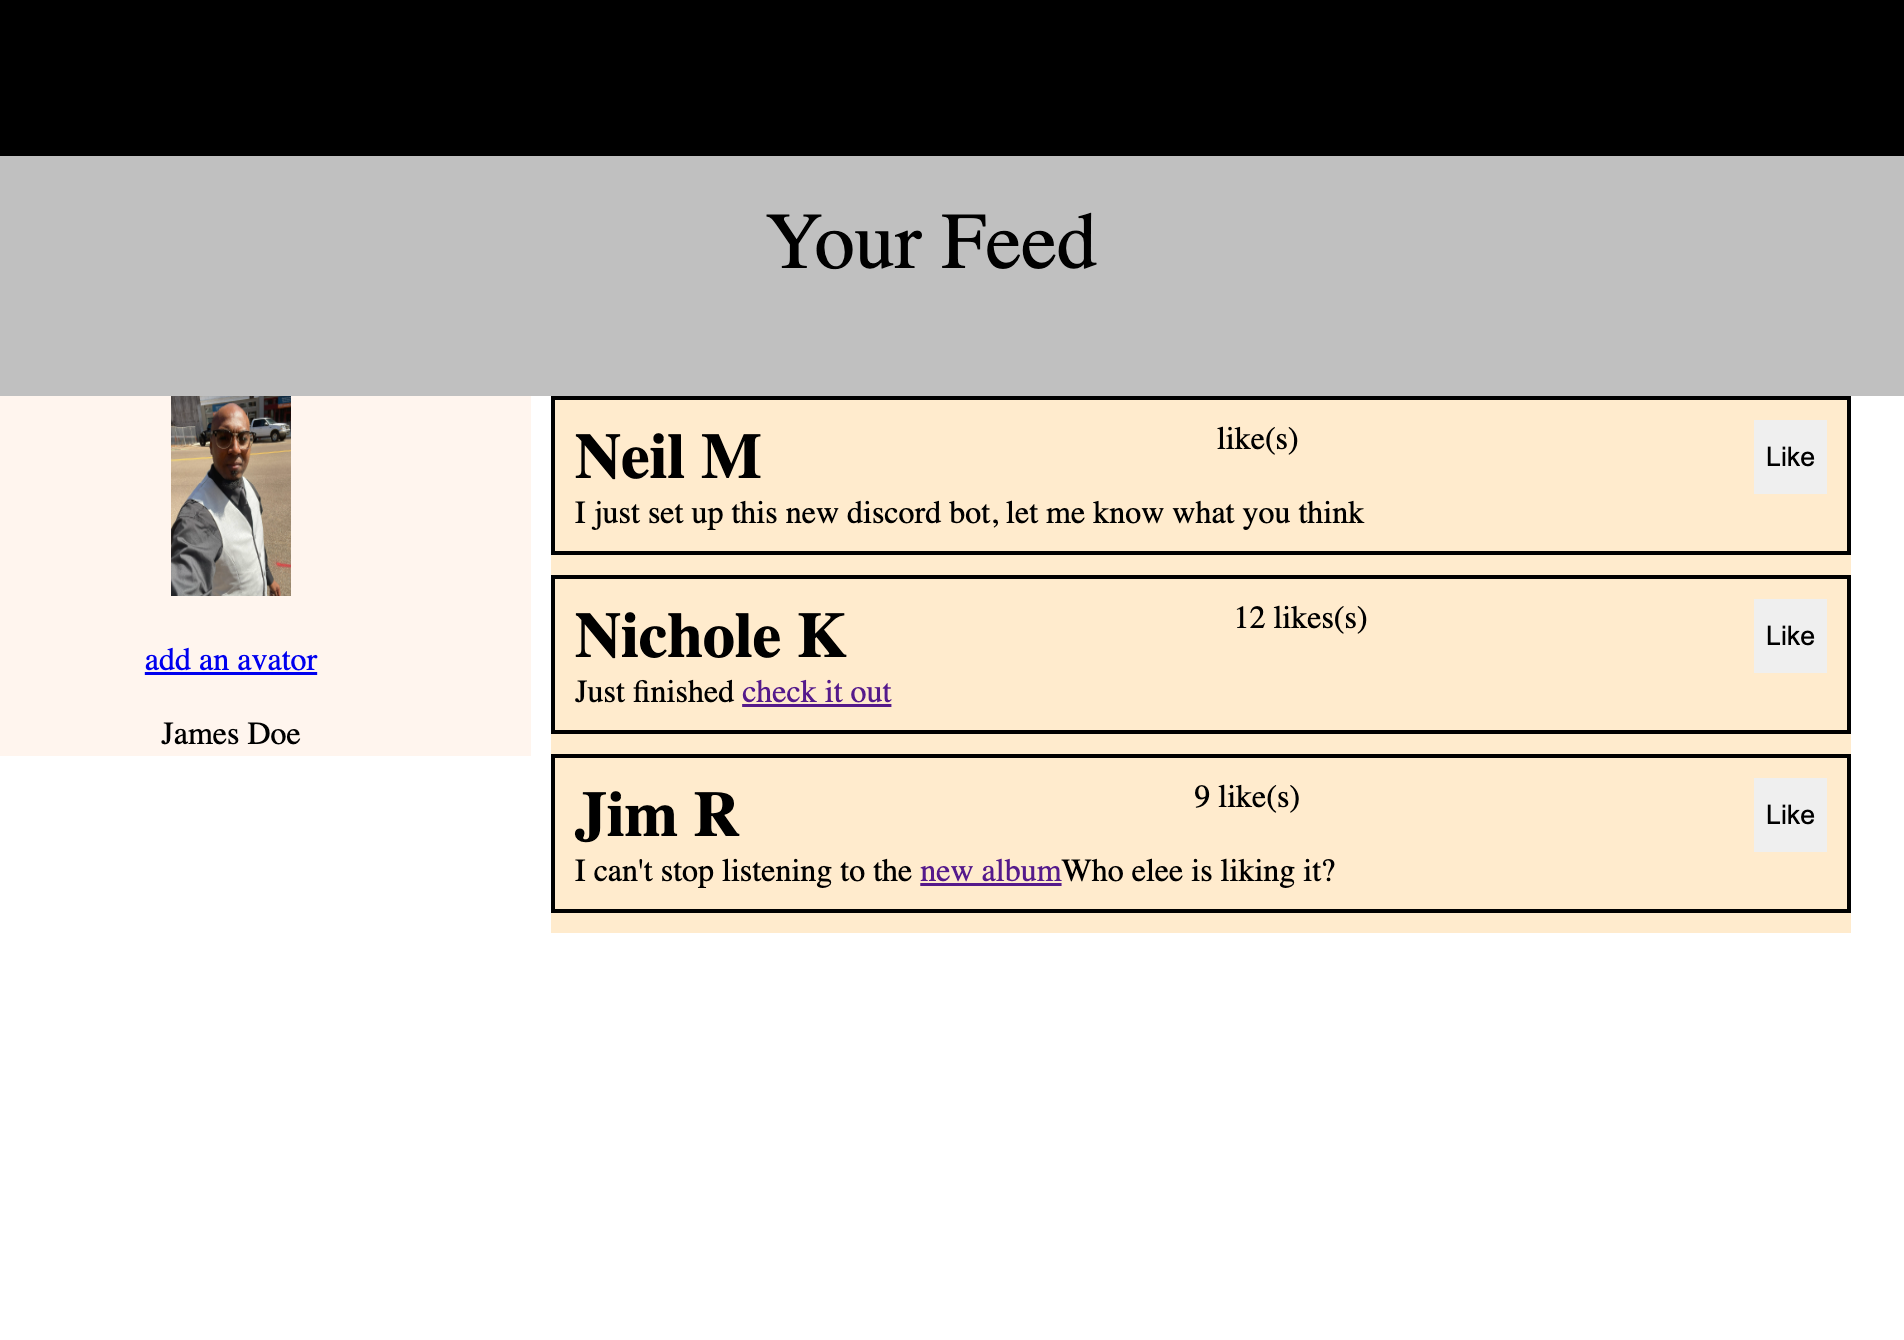 Your Feed
add an avator
James Doe
Neil M
like(s)
Like
I just set up this new discord bot, let me know what you think
Nichole K
12 likes(s)
Like
Just finished check it out
Jim R
9 like(s)
Like
I can't stop listening to the new albumWho elee is liking it?